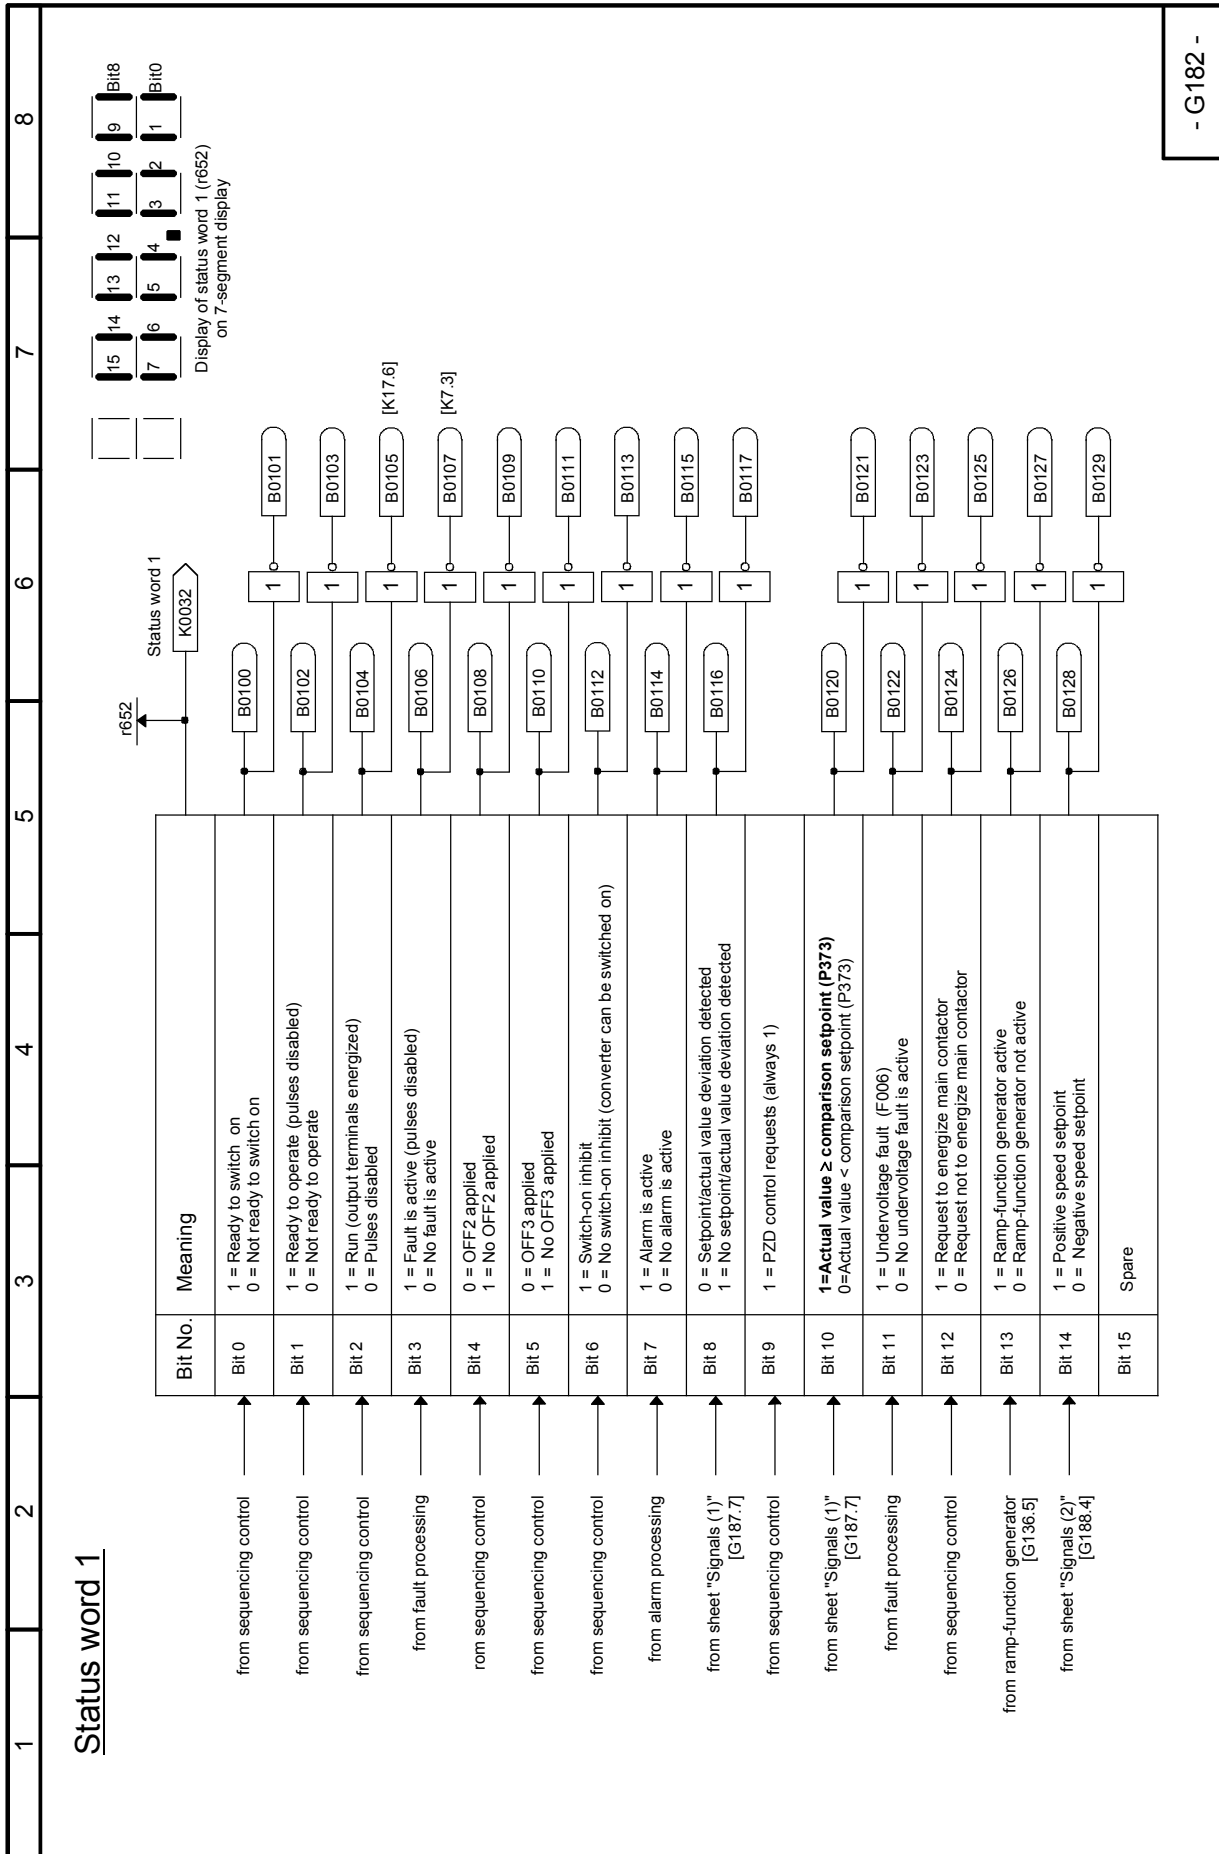 Status word 1
1 2 3 4 5 6 7 8
r652
Status word 1
K0032
15 14 13 12 11 10 9 Bit8
7 6 5 4 3 2 1 Bit0
Display of status word 1 (r652)
on 7-segment display
Bit No. Meaning
from sequencing control Bit 0 1 = Ready to switch on B0100 1 B0101
0 = Not ready to switch on
from sequencing control Bit 1 1 = Ready to operate (pulses disabled) B0102 1 B0103
0 = Not ready to operate
from sequencing control Bit 2 1 = Run (output terminals energized) B0104 1 B0105 [K17.6]
0 = Pulses disabled
from fault processing Bit 3 1 = Fault is active (pulses disabled) B0106 1 B0107 [K7.3]
0 = No fault is active
rom sequencing control Bit 4 0 = OFF2 applied B0108 1 B0109
1 = No OFF2 applied
from sequencing control Bit 5 0 = OFF3 applied B0110 1 B0111
1 = No OFF3 applied
from sequencing control Bit 6 1 = Switch-on inhibit B0112 1 B0113
0 = No switch-on inhibit (converter can be switched on)
from alarm processing Bit 7 1 = Alarm is active B0114 1 B0115
0 = No alarm is active
from sheet "Signals (1)" Bit 8 0 = Setpoint/actual value deviation detected B0116 1 B0117
[G187.7] 1 = No setpoint/actual value deviation detected
from sequencing control Bit 9 1 = PZD control requests (always 1)
from sheet "Signals (1)" Bit 10 1=Actual value ≥ comparison setpoint (P373) B0120 1 B0121
[G187.7] 0=Actual value < comparison setpoint (P373)
from fault processing Bit 11 1 = Undervoltage fault (F006) B0122 1 B0123
0 = No undervoltage fault is active
from sequencing control Bit 12 1 = Request to energize main contactor B0124 1 B0125
0 = Request not to energize main contactor
from ramp-function generator Bit 13 1 = Ramp-function generator active B0126 1 B0127
[G136.5] 0 = Ramp-function generator not active
from sheet "Signals (2)" Bit 14 1 = Positive speed setpoint B0128 1 B0129
[G188.4] 0 = Negative speed setpoint
Bit 15 Spare
- G182 -